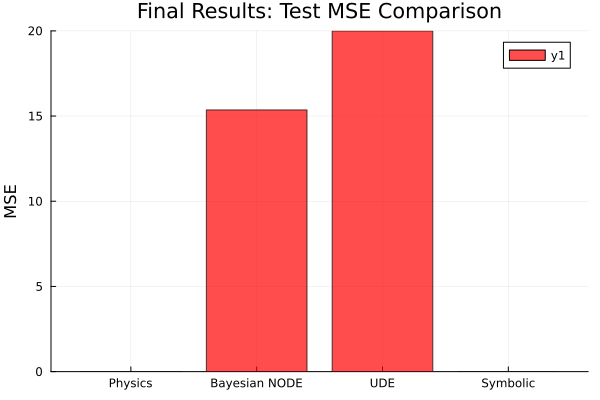 Final Results: Test MSE Comparison
y1
MSE
20
15
10
5
0
Physics Bayesian NODE UDE Symbolic